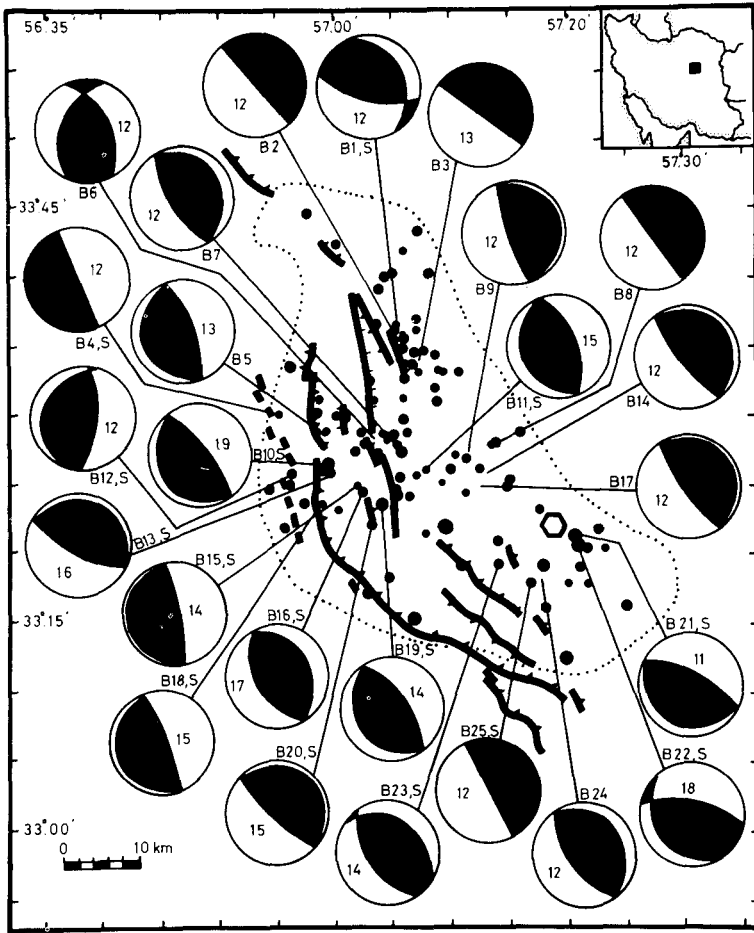 56.35´
57.00´
57.20´
57.30´
33.45´
33.15´
33.00´
12
B2
12
B1,S
13
B3
12
B6
12
B7
12
B9
12
B8
12
B4,S
13
B5
15
B11,S
12
B14
12
B12,S
19
B10S
12
B17
16
B13,S
14
B15,S
17
B16,S
14
B19,S
11
B21,S
15
B18,S
15
B20,S
14
B23,S
12
B25,S
12
B24
18
B22,S
0 10 km